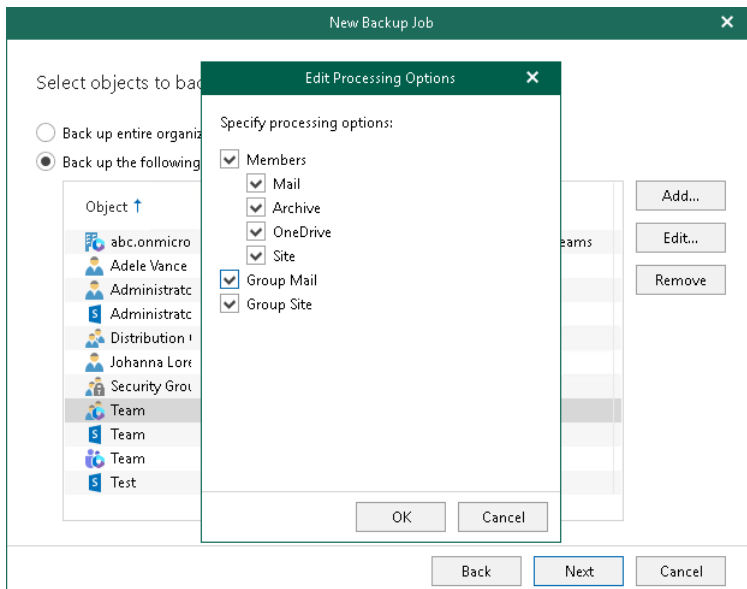 New Backup Job
Select objects to bac
Edit Processing Options
Back up entire organiz
Specify processing options:
Back up the following
Members
Mail
Archive
OneDrive
Site
Group Mail
Group Site
Object
abc.onmicro
eams
Adele Vance
Administratc
Administratc
Distribution
Johanna Lore
Security Grou
Team
Team
Team
Test
Add...
Edit...
Remove
OK
Cancel
Back
Next
Cancel